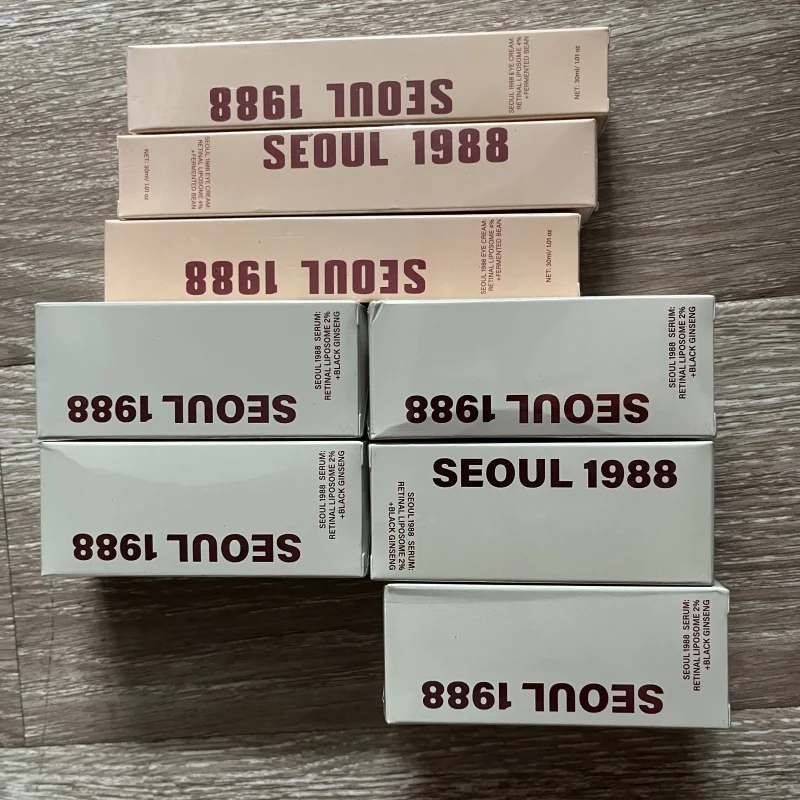 SEOUL 1988
SEOUL 1988 EYE CREAM:
RETINAL LIPOSOME 4%
+FERMENTED BEAN
NET: 30ml/ 1.01 oz
SEOUL 1988
SEOUL 1988 EYE CREAM:
RETINAL LIPOSOME 4%
+FERMENTED BEAN
NET: 30ml/ 1.01 oz
SEOUL 1988
SEOUL 1988 EYE CREAM:
RETINAL LIPOSOME 4%
+FERMENTED BEAN
NET: 30ml/ 1.01 oz
SEOUL 1988
SEOUL 1988 SERUM:
RETINAL LIPOSOME 2%
+BLACK GINSENG
SEOUL 1988
SEOUL 1988 SERUM:
RETINAL LIPOSOME 2%
+BLACK GINSENG
SEOUL 1988
SEOUL 1988 SERUM:
RETINAL LIPOSOME 2%
+BLACK GINSENG
SEOUL 1988
SEOUL 1988 SERUM:
RETINAL LIPOSOME 2%
+BLACK GINSENG
SEOUL 1988
SEOUL 1988 SERUM:
RETINAL LIPOSOME 2%
+BLACK GINSENG